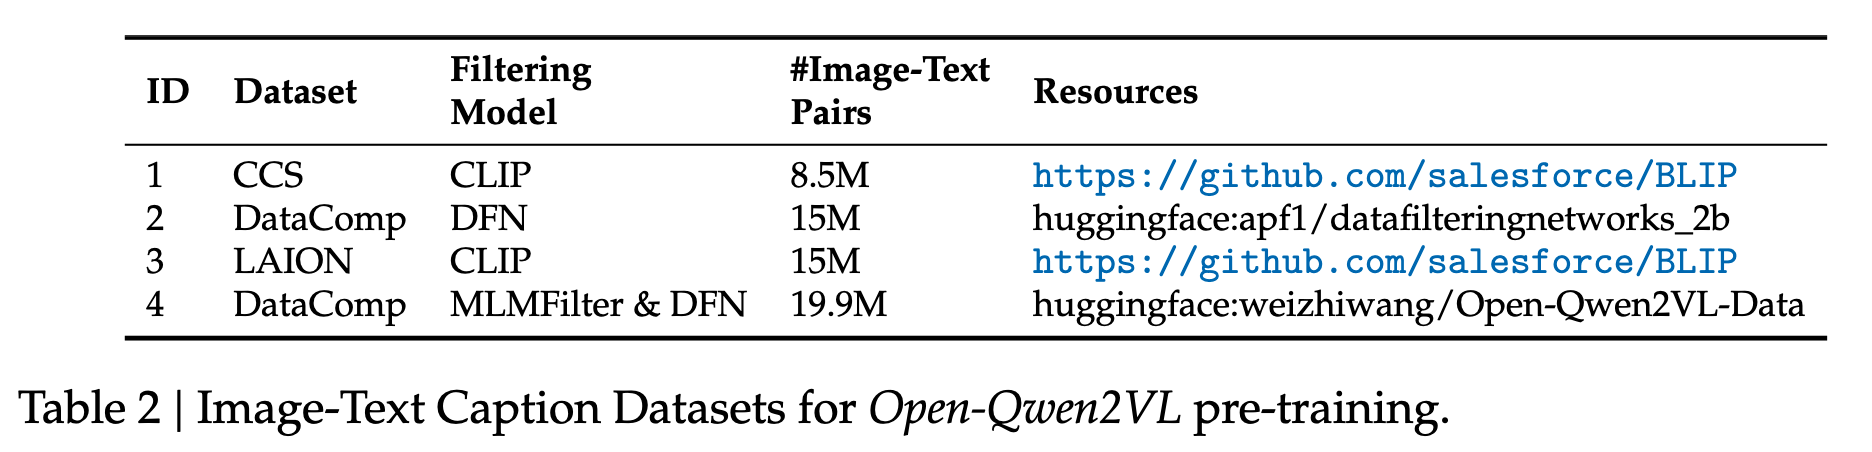 ID Dataset Filtering Model #Image-Text Pairs Resources
1 CCS CLIP 8.5M https://github.com/salesforce/BLIP
2 DataComp DFN 15M huggingface:apf1/datafilteringnetworks_2b
3 LAION CLIP 15M https://github.com/salesforce/BLIP
4 DataComp MLMFilter & DFN 19.9M huggingface:weizhiwang/Open-Qwen2VL-Data
Table 2 | Image-Text Caption Datasets for Open-Qwen2VL pre-training.